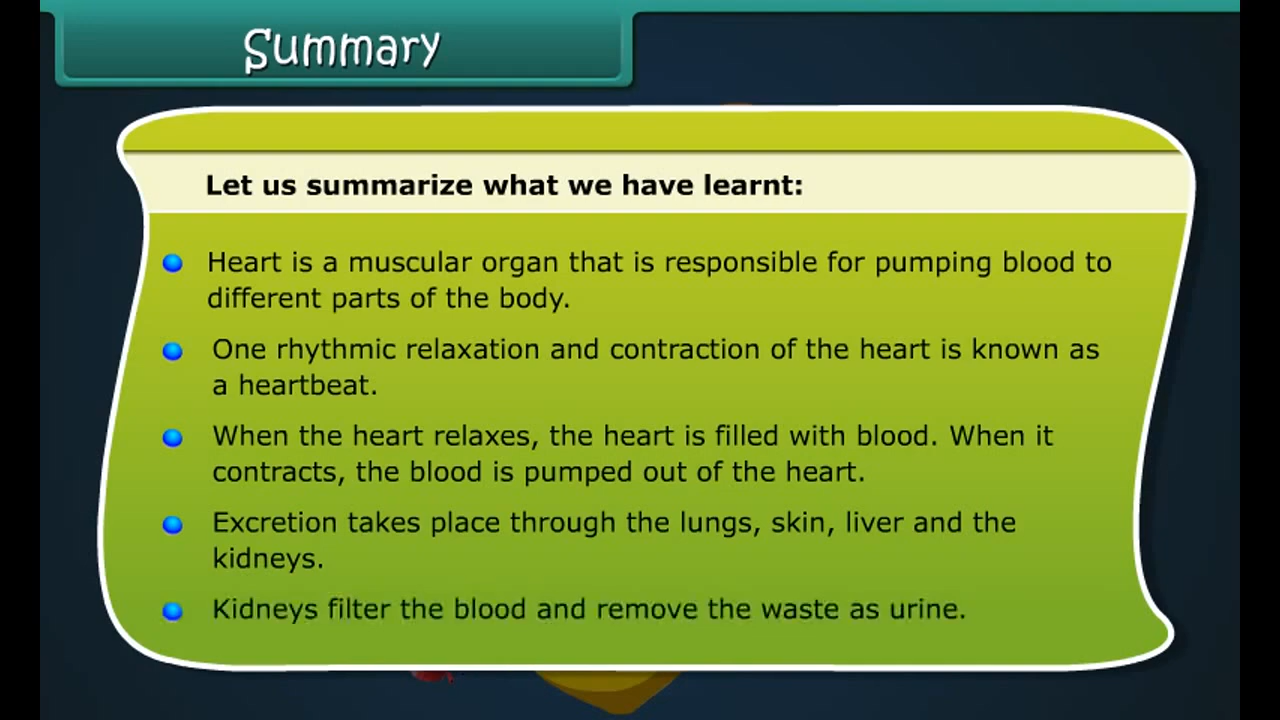 Summary
Let us summarize what we have learnt:
Heart is a muscular organ that is responsible for pumping blood to
different parts of the body.
One rhythmic relaxation and contraction of the heart is known as
a heartbeat.
When the heart relaxes, the heart is filled with blood. When it
contracts, the blood is pumped out of the heart.
Excretion takes place through the lungs, skin, liver and the
kidneys.
Kidneys filter the blood and remove the waste as urine.